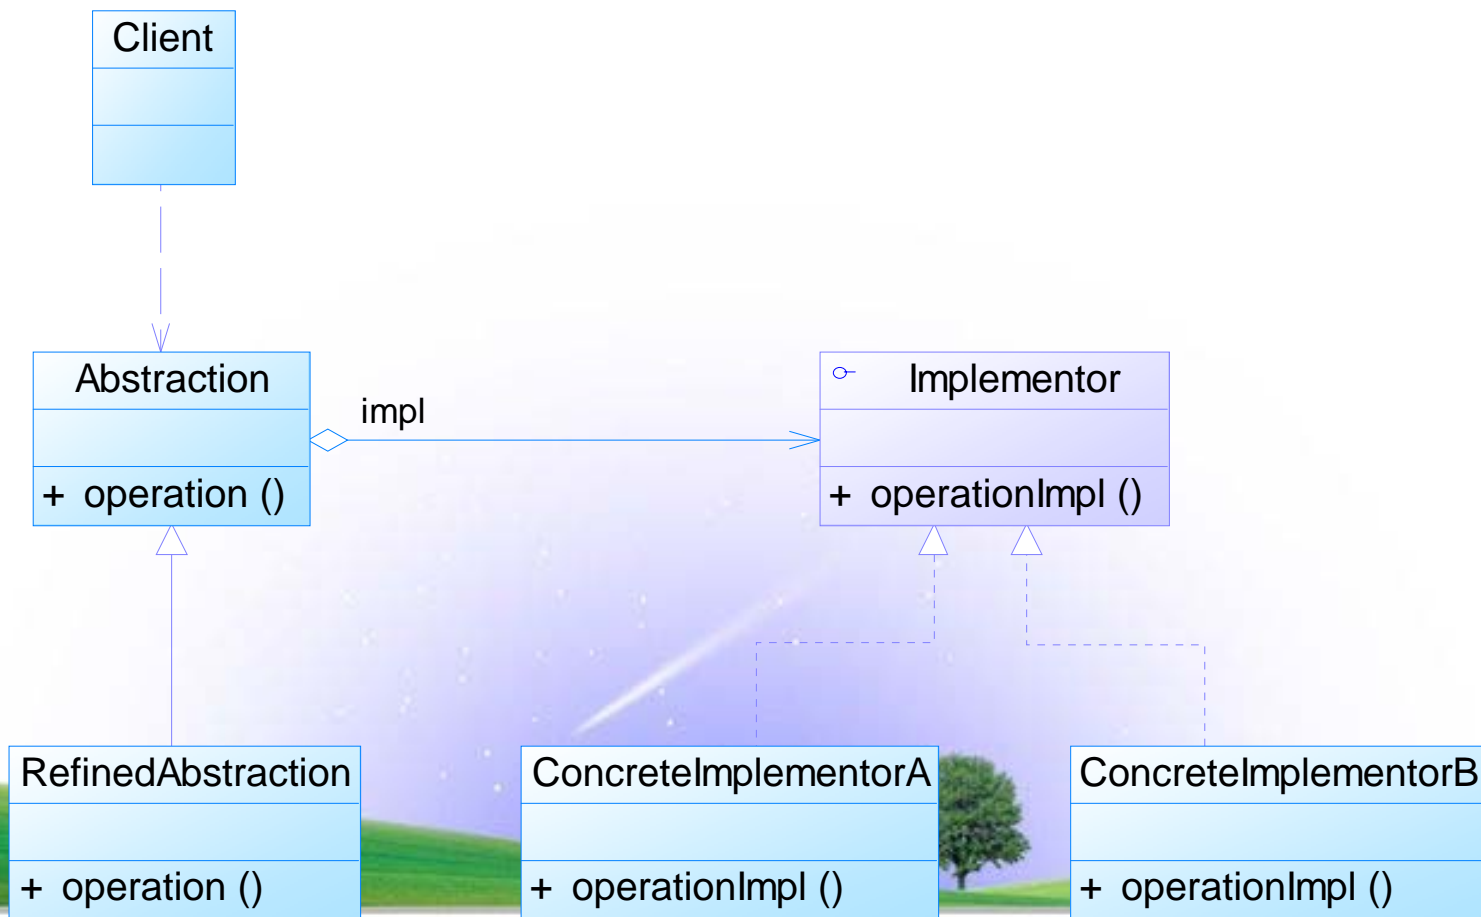 Client
Abstraction
+ operation ()
impl
Implementor
+ operationImpl ()
RefinedAbstraction
+ operation ()
ConcreteImplementorA
+ operationImpl ()
ConcreteImplementorB
+ operationImpl ()